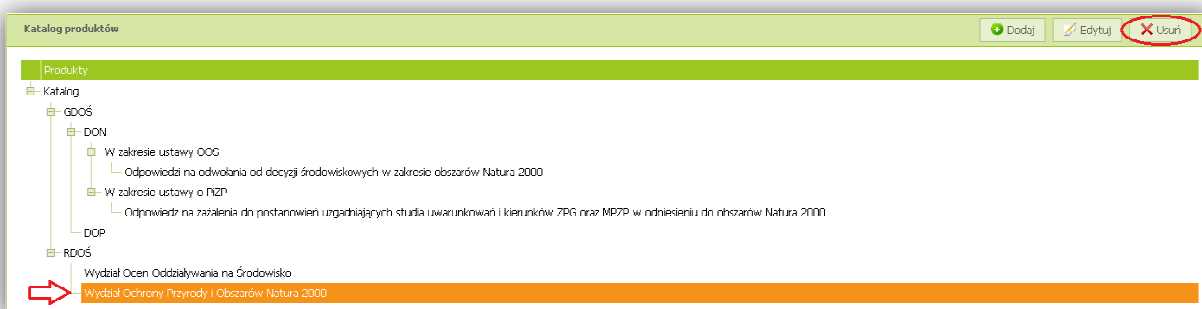 Katalog produktów
Dodaj Edytuj Usuń
Produkty
Katalog
GDOŚ
DON
W zakresie ustawy OOS
Odpowiedzi na odwołania od decyzji środowiskowych w zakresie obszarów Natura 2000
W zakresie ustawy o PiZP
Odpowiedz na zażalenia do postanowień uzgadniających studia uwarunkowań i kierunków ZPG oraz MPZP w odniesieniu do obszarów Natura 2000
DOP
RDOŚ
Wydział Ocen Oddziaływania na Środowisko
Wydział Ochrony Przyrody i Obszarów Natura 2000